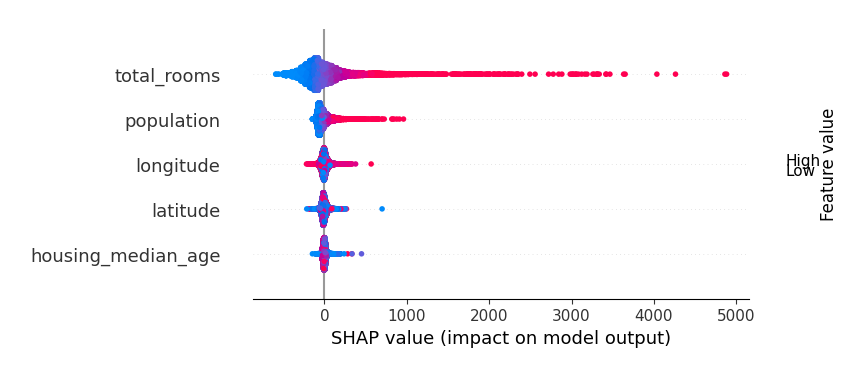 total_rooms
population
longitude
latitude
housing_median_age
0 1000 2000 3000 4000 5000
SHAP value (impact on model output)
High
Low
Feature value